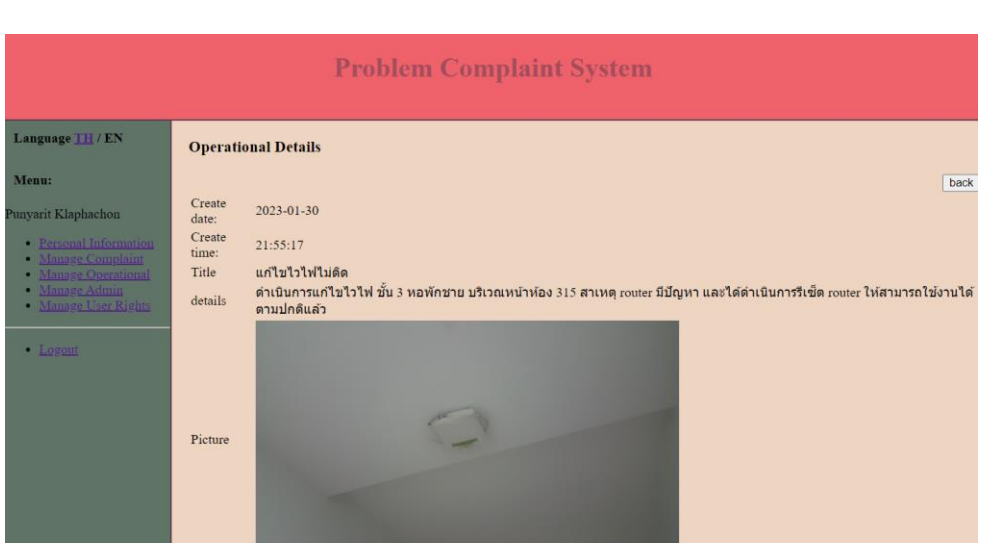 Problem Complaint System
Language TH / EN
Menu:
Punyarit Klaphachon
Personal Information
Manage Complaint
Manage Operational
Manage Admin
Manage User Rights
Logout
Operational Details
back
Create date: 2023-01-30
Create time: 21:55:17
Title แก้ไขไวไฟไม่ติด
details ดำเนินการแก้ไขไวไฟ ชั้น 3 หอพักชาย บริเวณหน้าห้อง 315 สาเหตุ router มีปัญหา และได้ดำเนินการรีเซ็ต router ให้สามารถใช้งานได้
ตามปกติแล้ว
Picture